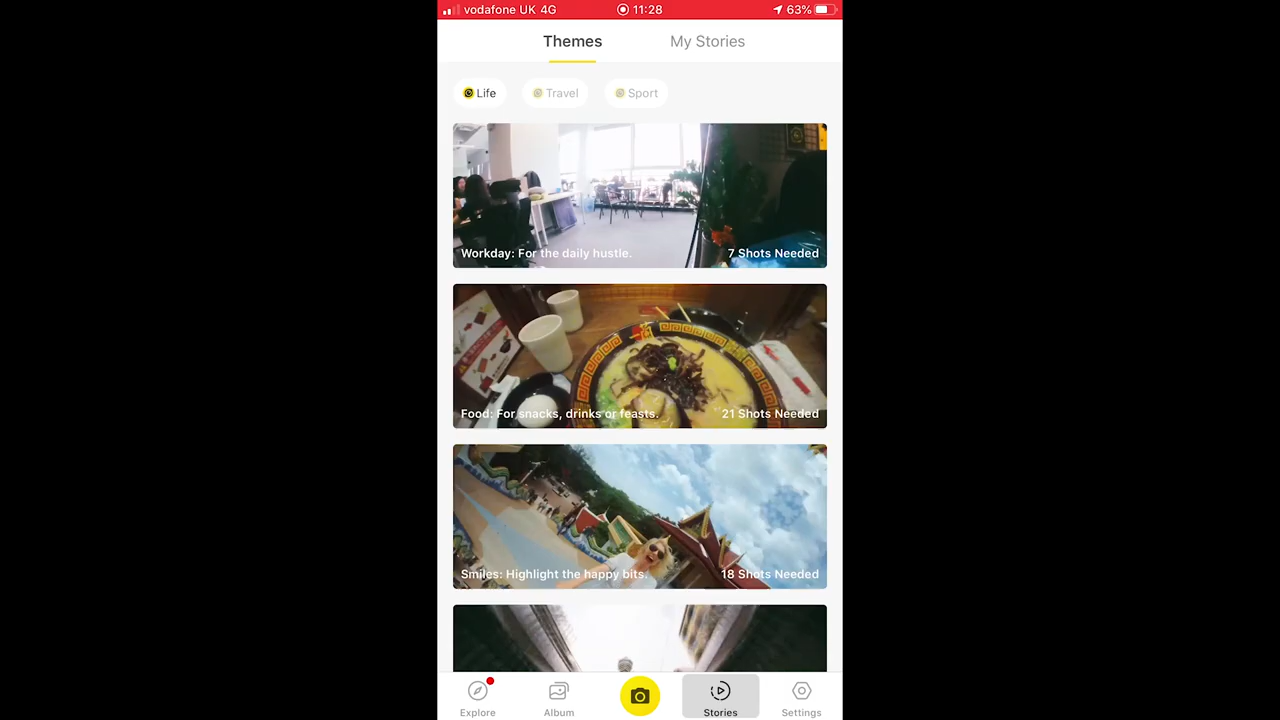 vodafone UK 4G 11:28 63%
Themes My Stories
Life Travel Sport
Workday: For the daily hustle. 7 Shots Needed
Food: For snacks, drinks or feasts. 21 Shots Needed
Smiles: Highlight the happy bits. 18 Shots Needed
Explore Album Stories Settings